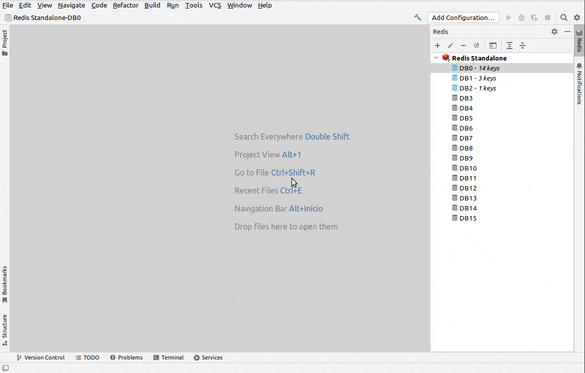 File Edit View Navigate Code Refactor Build Run Tools VCS Window Help
Redis Standalone-DB0
Add Configuration...
Project
Bookmarks
Structure
Search Everywhere Double Shift
Project View Alt+1
Go to File Ctrl+Shift+R
Recent Files Ctrl+E
Navigation Bar Alt+Inicio
Drop files here to open them
Redis
Redis Standalone
DB0 - 14 keys
DB1 - 3 keys
DB2 - 1 keys
DB3
DB4
DB5
DB6
DB7
DB8
DB9
DB10
DB11
DB12
DB13
DB14
DB15
Redis
Notifications
Version Control TODO Problems Terminal Services